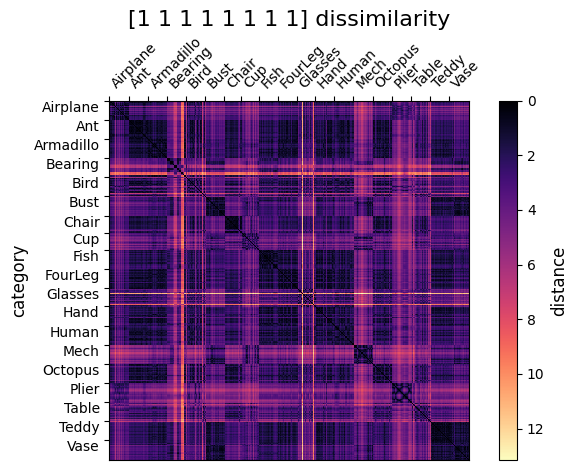 [1 1 1 1 1 1 1 1] dissimilarity
Airplane
Ant
Armadillo
Bearing
Bird
Bust
Chair
Cup
Fish
FourLeg
Glasses
Hand
Human
Mech
Octopus
Plier
Table
Teddy
Vase
Airplane
Ant
Armadillo
Bearing
Bird
Bust
Chair
Cup
Fish
FourLeg
Glasses
Hand
Human
Mech
Octopus
Plier
Table
Teddy
Vase
category
0
2
4
6
8
10
12
distance